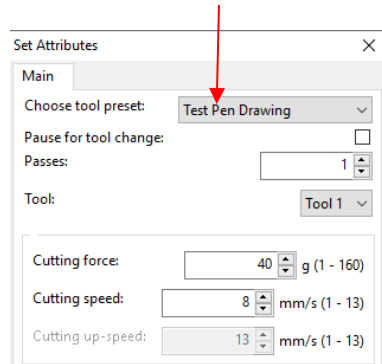 Set Attributes
Main
Choose tool preset: Test Pen Drawing
Pause for tool change:
Passes: 1
Tool: Tool 1
Cutting force: 40 g (1 - 160)
Cutting speed: 8 mm/s (1 - 13)
Cutting up-speed: 13 mm/s (1 - 13)